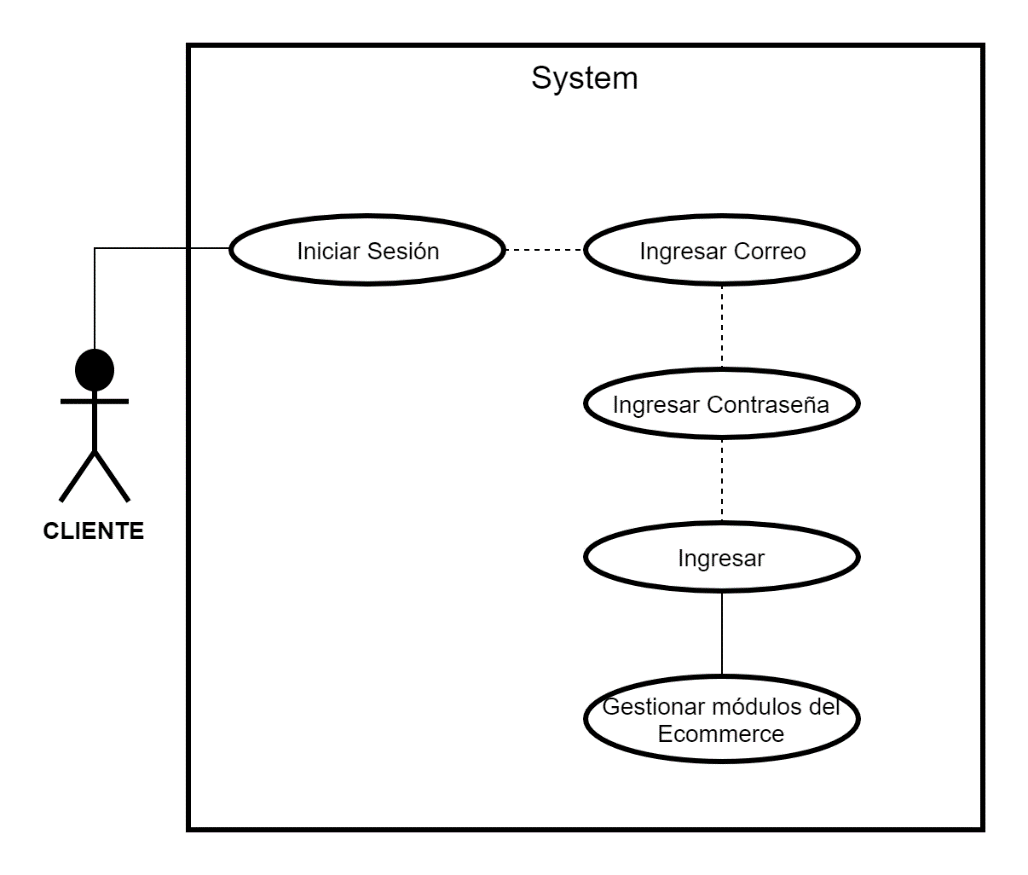 System
Iniciar Sesión
Ingresar Correo
Ingresar Contraseña
CLIENTE
Ingresar
Gestionar módulos del
Ecommerce